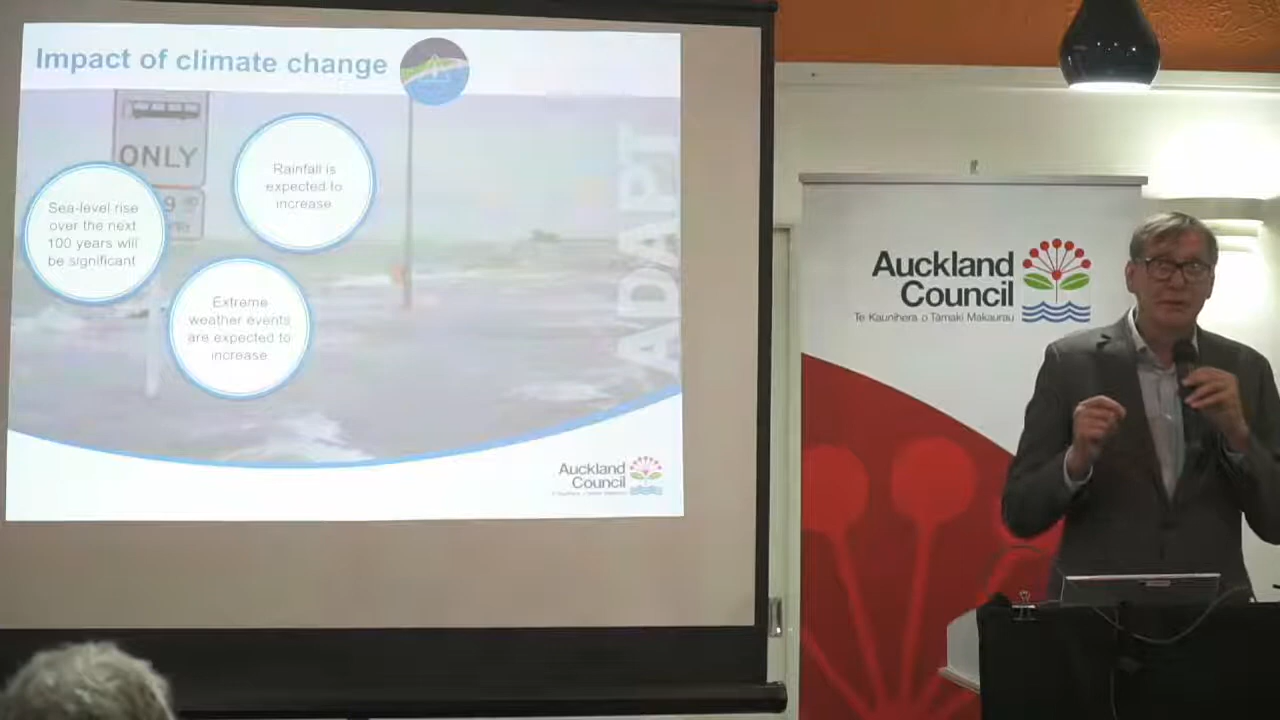 Impact of climate change
ONLY
9
Rainfall is
expected to
increase
Sea-level rise
over the next
100 years will
be significant
Extreme
weather events
are expected to
increase
ADAPT
Auckland
Council
Auckland
Council
Te Kaunihera o Tāmaki Makaurau